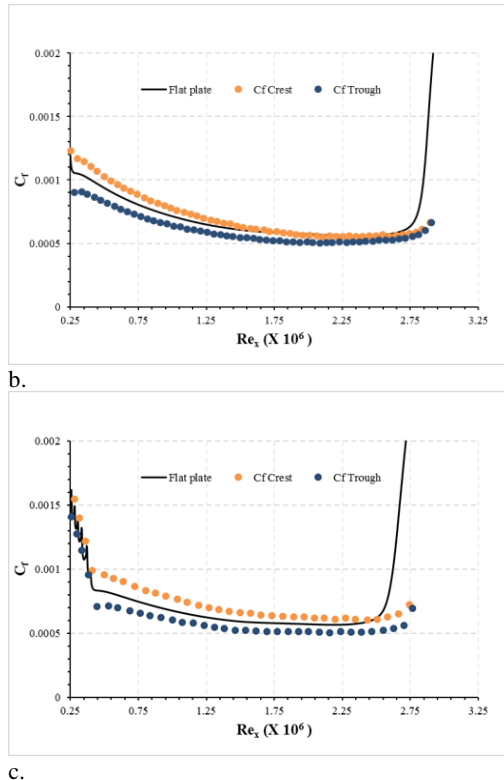 0.002
Flat plate Cf Crest Cf Trough
0.0015
0.001
Cf
0.0005
0
0.25 0.75 1.25 1.75 2.25 2.75 3.25
Rex (X 10⁶ )
b.
0.002
Flat plate Cf Crest Cf Trough
0.0015
0.001
Cf
0.0005
0
0.25 0.75 1.25 1.75 2.25 2.75 3.25
Rex (X 10⁶ )
c.